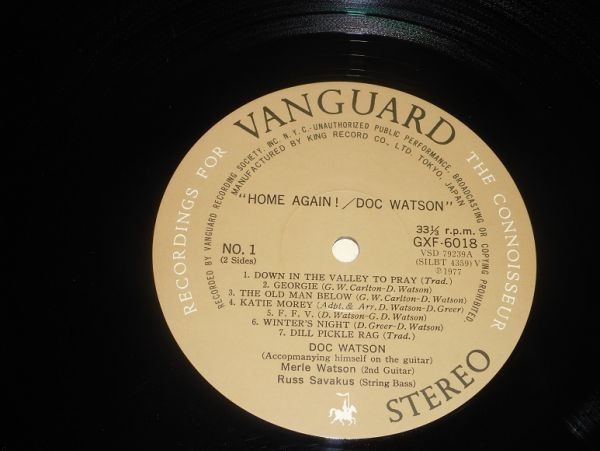 RECORDINGS FOR VANGUARD THE CONNOISSEUR
RECORDED BY VANGUARD RECORDING SOCIETY, INC. N.Y.C.-UNAUTHORIZED PUBLIC PERFORMANCE, BROADCASTING OR COPYING PROHIBITED
MANUFACTURED BY KING RECORD CO., LTD. TOKYO, JAPAN
"HOME AGAIN! / DOC WATSON"
NO. 1
(2 Sides)
33⅓ r.p.m.
GXF-6018
VSD 79239A
(SILBT 4359) V
℗1977
1. DOWN IN THE VALLEY TO PRAY (Trad.)
2. GEORGIE (G. W. Carlton-D. Watson)
3. THE OLD MAN BELOW (G. W. Carlton-D. Watson)
4. KATIE MOREY (Adpt. & Arr. D. Watson-D. Greer)
5. F. F. V. (D. Watson-G. D. Watson)
6. WINTER'S NIGHT (D. Greer-D. Watson)
7. DILL PICKLE RAG (Trad.)
DOC WATSON
(Accopmanying himself on the guitar)
Merle Watson (2nd Guitar)
Russ Savakus (String Bass)
STEREO